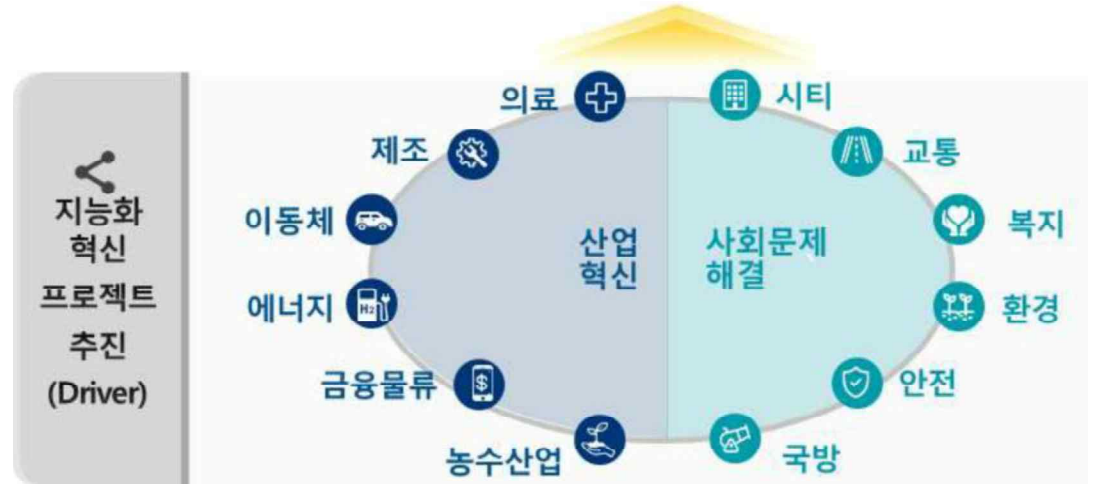 지능화
혁신
프로젝트
추진
(Driver)
의료
제조
이동체
에너지
H2
금융물류
$
농수산업
산업
혁신
사회문제
해결
시티
교통
복지
환경
안전
국방